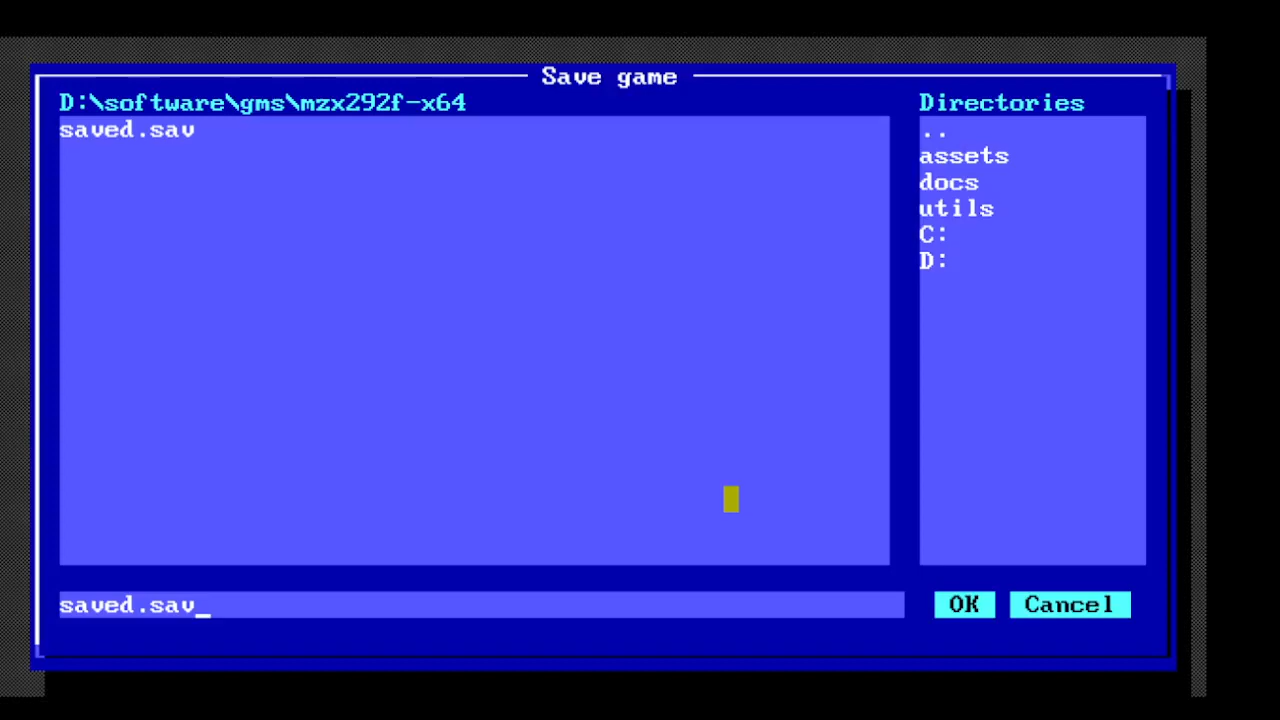 Save game
D:\software\gms\mzx292f-x64
Directories
saved.sav
..
assets
docs
utils
C:
D:
saved.sav_
OK
Cancel